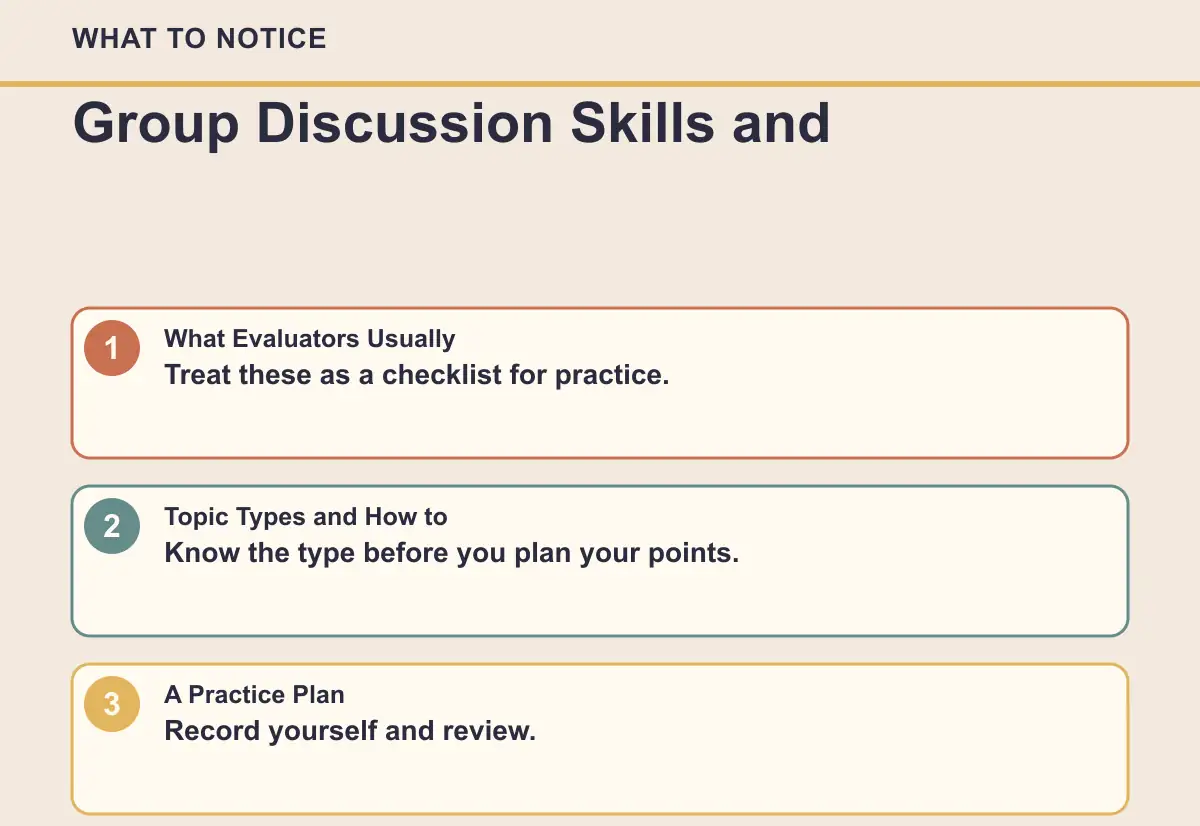 WHAT TO NOTICE
Group Discussion Skills and
1
What Evaluators Usually
Treat these as a checklist for practice.
2
Topic Types and How to
Know the type before you plan your points.
3
A Practice Plan
Record yourself and review.